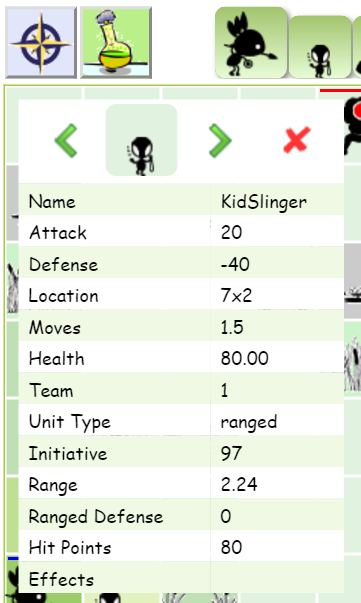 Name KidSlinger
Attack 20
Defense -40
Location 7x2
Moves 1.5
Health 80.00
Team 1
Unit Type ranged
Initiative 97
Range 2.24
Ranged Defense 0
Hit Points 80
Effects